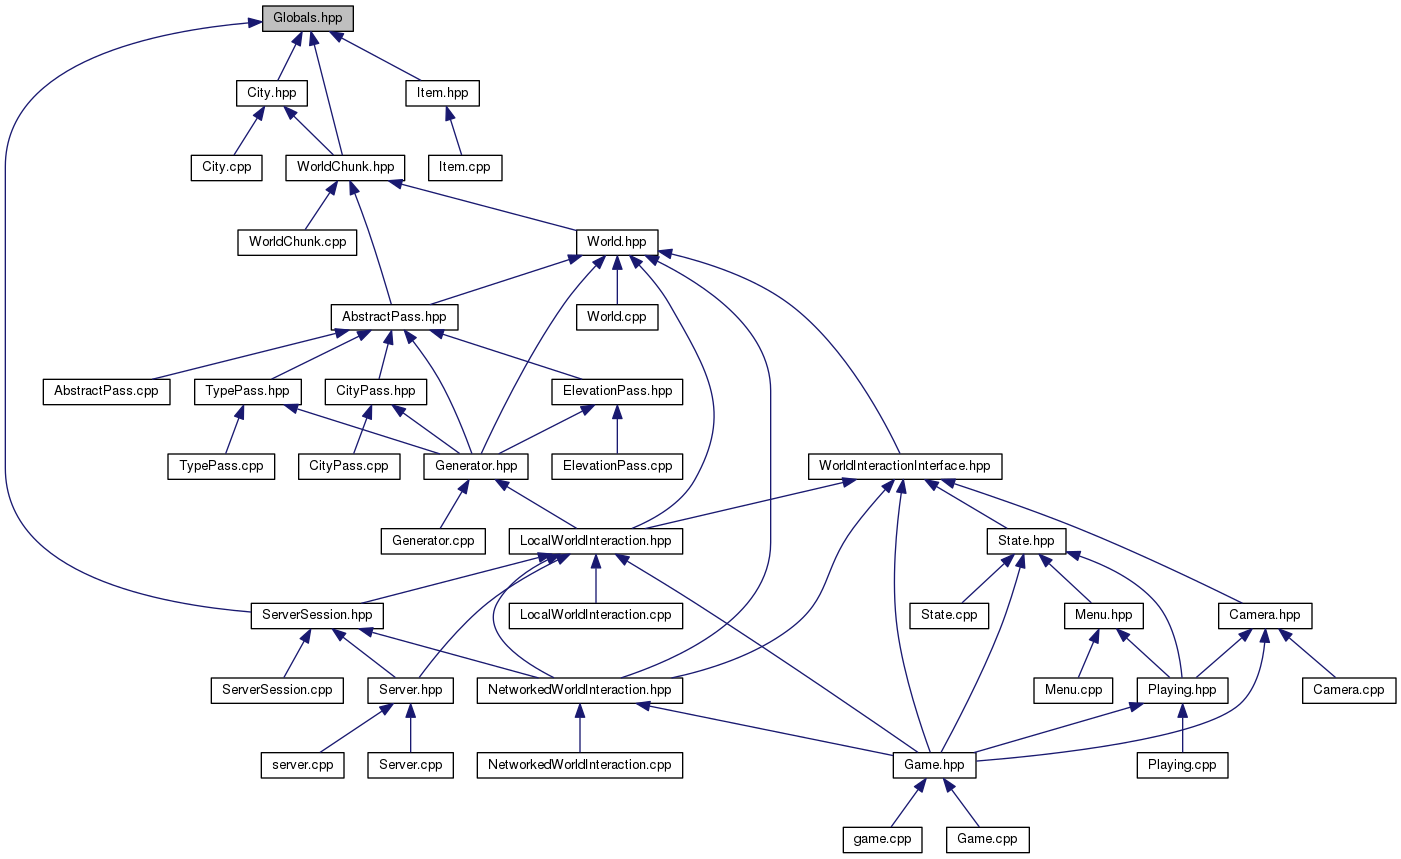 Globals.hpp
City.hpp
Item.hpp
City.cpp
WorldChunk.hpp
Item.cpp
WorldChunk.cpp
World.hpp
AbstractPass.hpp
World.cpp
AbstractPass.cpp
TypePass.hpp
CityPass.hpp
ElevationPass.hpp
TypePass.cpp
CityPass.cpp
Generator.hpp
ElevationPass.cpp
WorldInteractionInterface.hpp
Generator.cpp
LocalWorldInteraction.hpp
State.hpp
ServerSession.hpp
LocalWorldInteraction.cpp
State.cpp
Menu.hpp
Camera.hpp
ServerSession.cpp
Server.hpp
NetworkedWorldInteraction.hpp
Menu.cpp
Playing.hpp
Camera.cpp
server.cpp
Server.cpp
NetworkedWorldInteraction.cpp
Game.hpp
Playing.cpp
game.cpp
Game.cpp